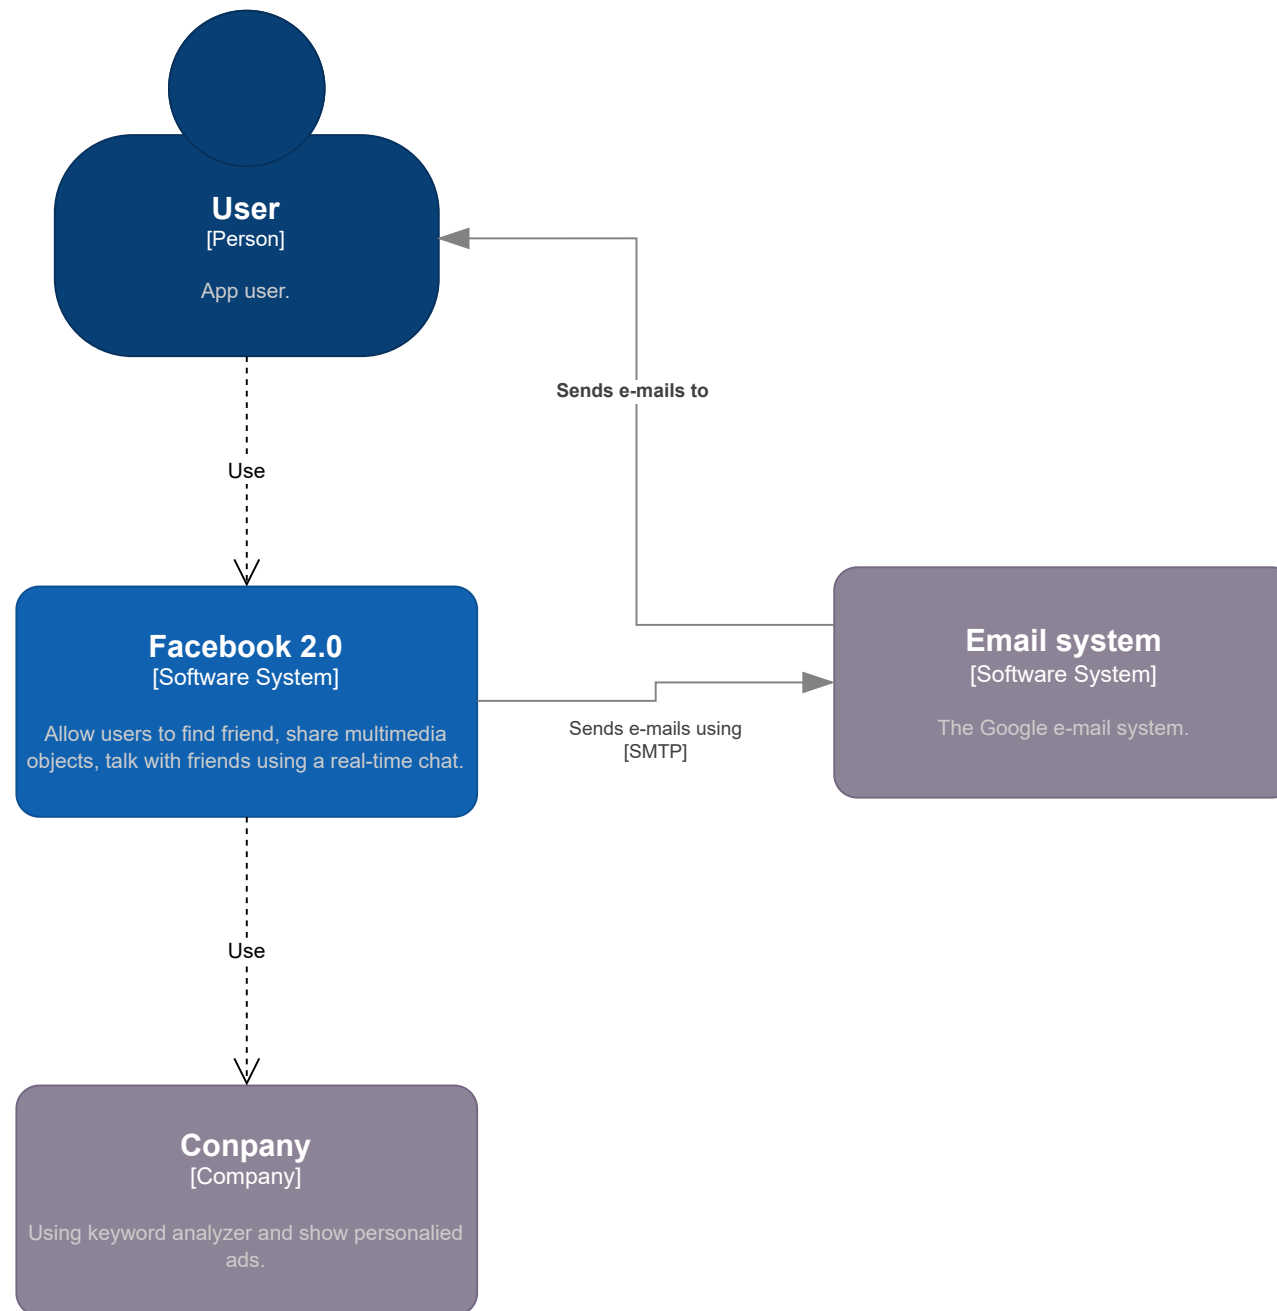 User
[Person]
App user.
Sends e-mails to
Use
Facebook 2.0
[Software System]
Allow users to find friend, share multimedia
objects, talk with friends using a real-time chat.
Sends e-mails using
[SMTP]
Email system
[Software System]
The Google e-mail system.
Use
Conpany
[Company]
Using keyword analyzer and show personalied
ads.